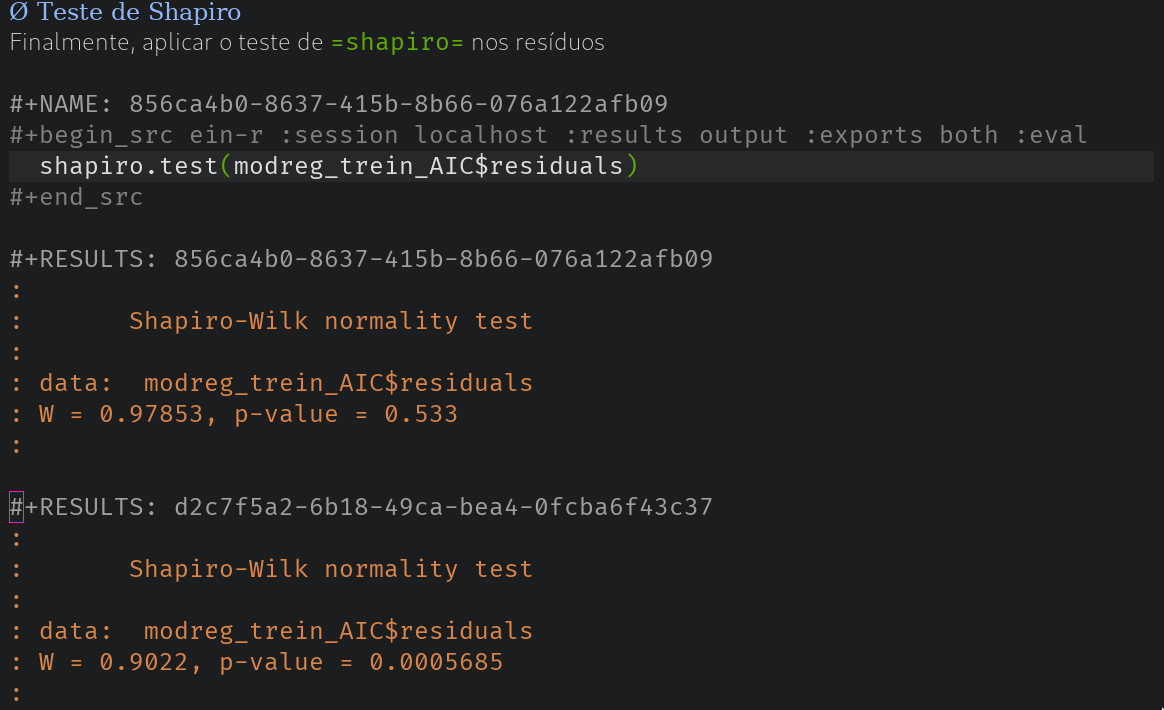 Ø Teste de Shapiro
Finalmente, aplicar o teste de =shapiro= nos resíduos
#+NAME: 856ca4b0-8637-415b-8b66-076a122afb09
#+begin_src ein-r :session localhost :results output :exports both :eval
shapiro.test(modreg_trein_AIC$residuals)
#+end_src
#+RESULTS: 856ca4b0-8637-415b-8b66-076a122afb09
:
: Shapiro-Wilk normality test
:
: data:  modreg_trein_AIC$residuals
: W = 0.97853, p-value = 0.533
:
#+RESULTS: d2c7f5a2-6b18-49ca-bea4-0fcba6f43c37
:
: Shapiro-Wilk normality test
:
: data:  modreg_trein_AIC$residuals
: W = 0.9022, p-value = 0.0005685
: